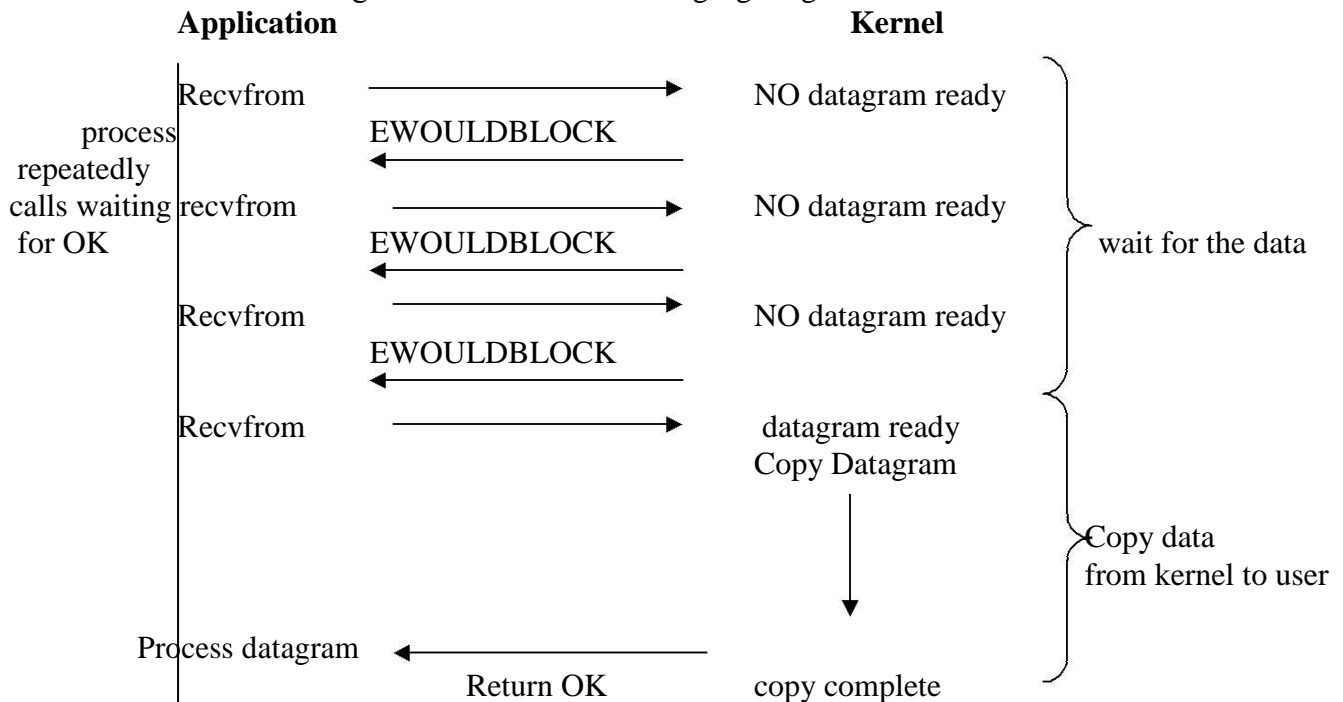 Application Kernel
Recvfrom NO datagram ready
process EWOULDBLOCK
repeatedly
calls waiting recvfrom NO datagram ready
for OK EWOULDBLOCK wait for the data
Recvfrom NO datagram ready
EWOULDBLOCK
Recvfrom datagram ready
Copy Datagram
Copy data
from kernel to user
Process datagram
Return OK copy complete